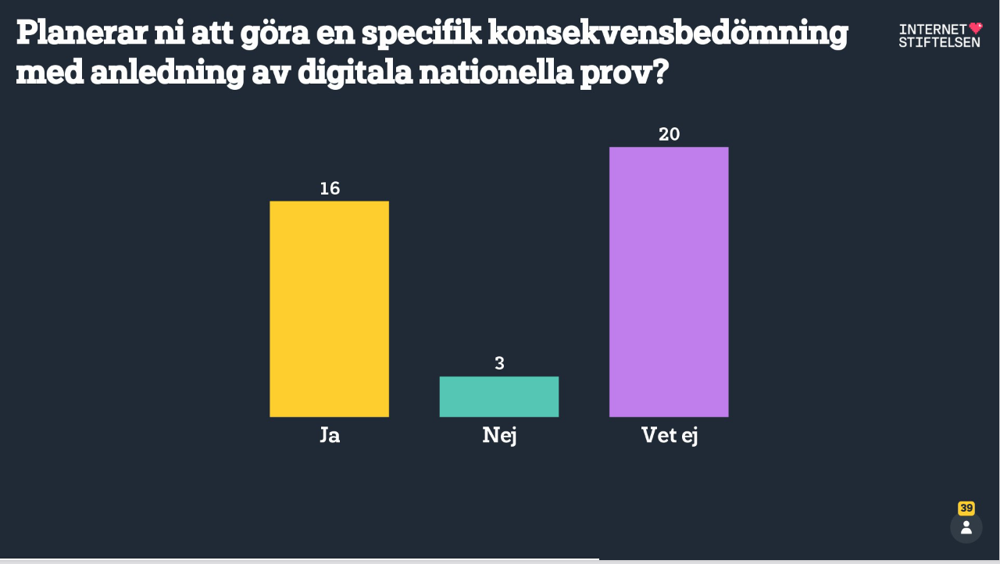 Planerar ni att göra en specifik konsekvensbedömning
med anledning av digitala nationella prov?
INTERNET
STIFTELSEN
20
16
3
Ja
Nej
Vet ej
39